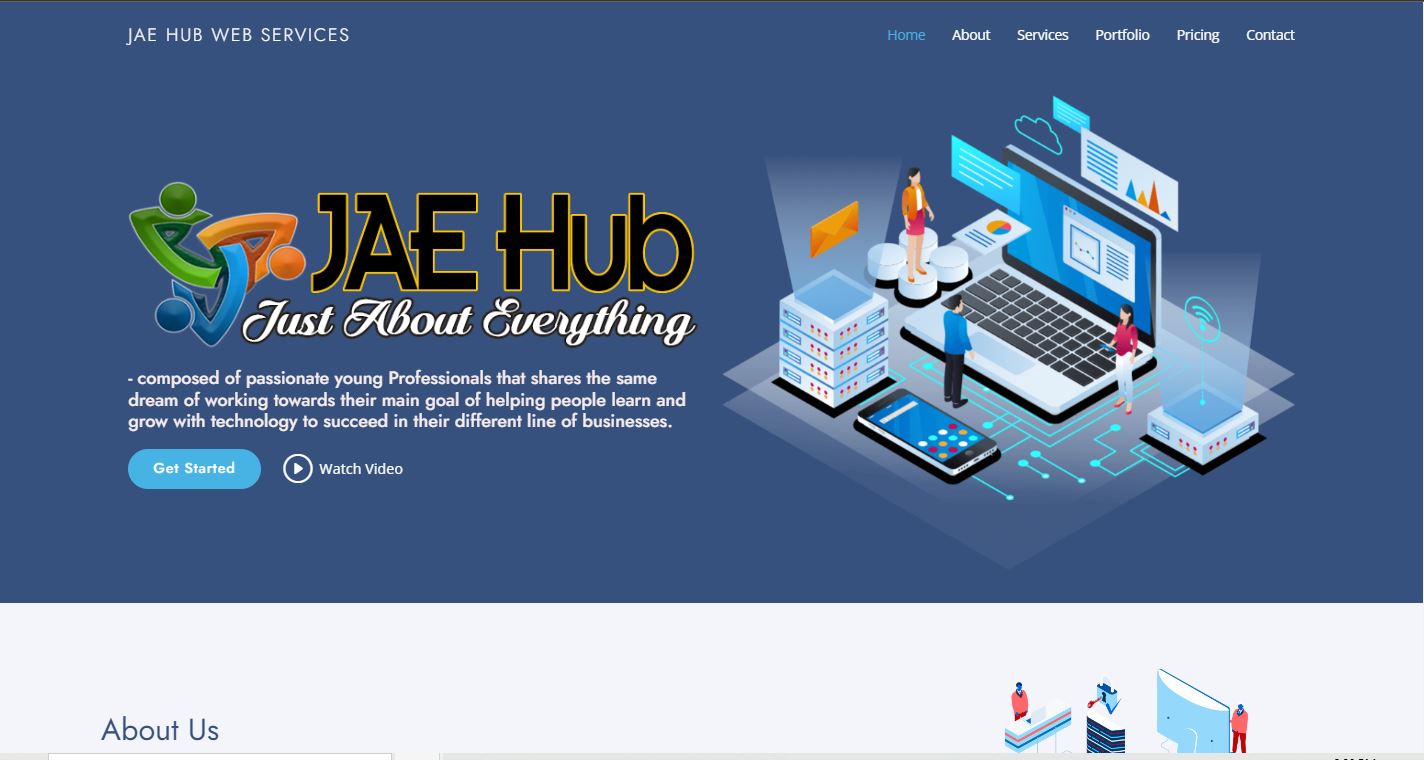 JAE HUB WEB SERVICES
Home About Services Portfolio Pricing Contact
JAE Hub
Just About Everything
- composed of passionate young Professionals that shares the same
dream of working towards their main goal of helping people learn and
grow with technology to succeed in their different line of businesses.
Get Started
Watch Video
About Us